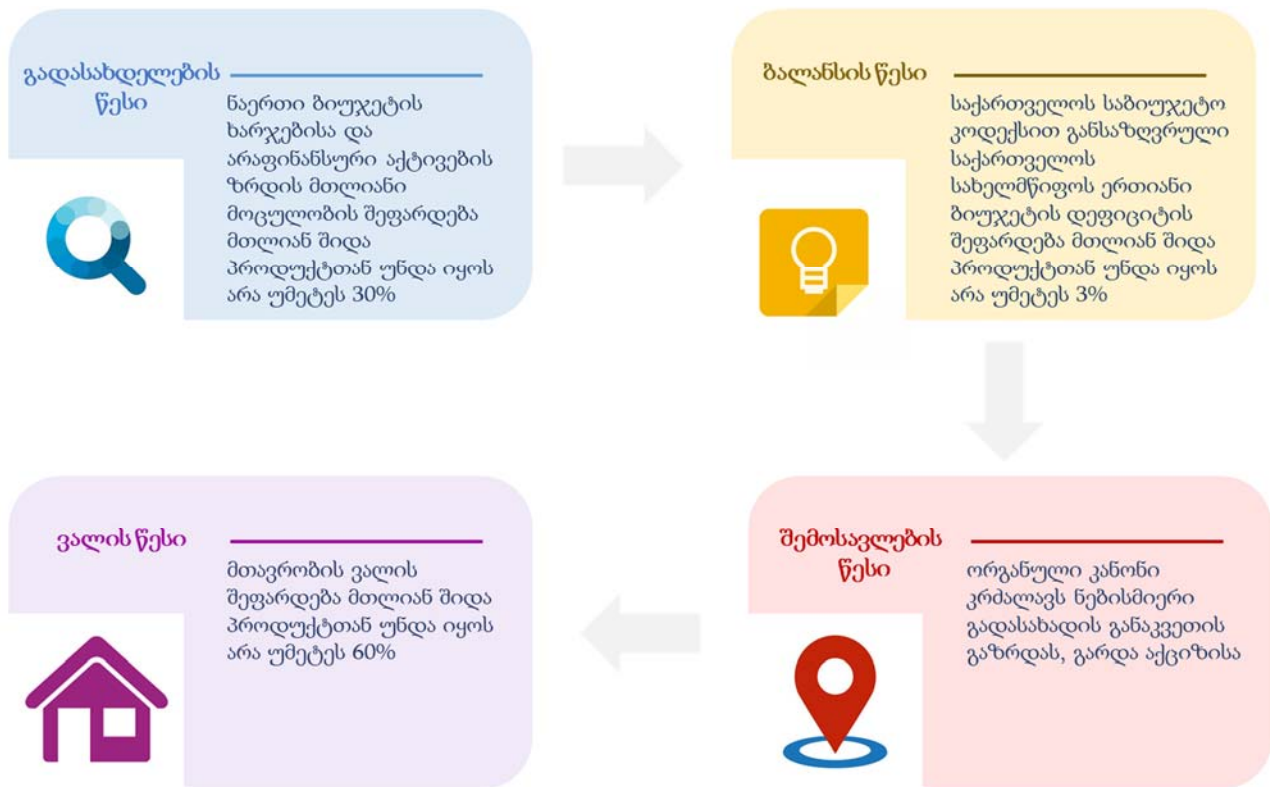 გადასახდელების
წესი
ნაერთი ბიუჯეტის
ხარჯებისა და
არაფინანსური აქტივების
ზრდის მთლიანი
მოცულობის შეფარდება
მთლიან შიდა
პროდუქტთან უნდა იყოს
არა უმეტეს 30%
ბალანსის წესი
საქართველოს საბიუჯეტო
კოდექსით განსაზღვრული
საქართველოს
სახელმწიფოს ერთიანი
ბიუჯეტის დეფიციტის
შეფარდება მთლიან შიდა
პროდუქტთან უნდა იყოს
არა უმეტეს 3%
შემოსავლების
წესი
ორგანული კანონი
კრძალავს ნებისმიერი
გადასახადის განაკვეთის
გაზრდას, გარდა აქციზისა
ვალის წესი
მთავრობის ვალის
შეფარდება მთლიან შიდა
პროდუქტთან უნდა იყოს
არა უმეტეს 60%